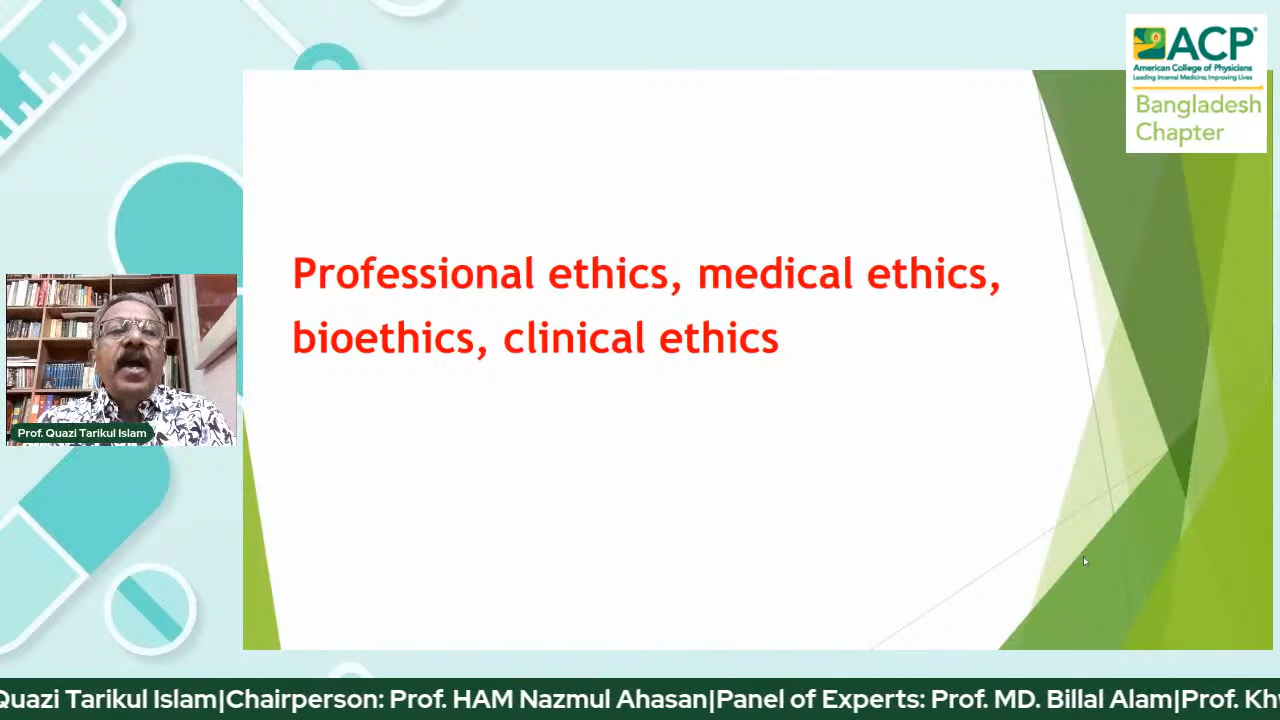 ACP
American College of Physicians
Leading Internal Medicine, Improving Lives
Bangladesh
Chapter
Professional ethics, medical ethics,
bioethics, clinical ethics
Prof. Quazi Tarikul Islam
Quazi Tarikul Islam|Chairperson: Prof. HAM Nazmul Ahasan|Panel of Experts: Prof. MD. Billal Alam|Prof.